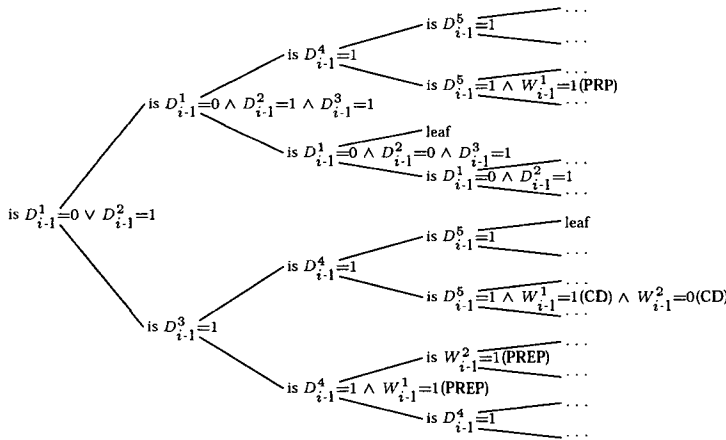 ...
is D^5_{i-1}=1
...
is D^4_{i-1}=1
...
is D^5_{i-1}=1 ∧ W^1_{i-1}=1(PRP)
...
is D^1_{i-1}=0 ∧ D^2_{i-1}=1 ∧ D^3_{i-1}=1
leaf
is D^1_{i-1}=0 ∧ D^2_{i-1}=0 ∧ D^3_{i-1}=1
...
is D^1_{i-1}=0 ∧ D^2_{i-1}=1
...
is D^1_{i-1}=0 ∨ D^2_{i-1}=1
leaf
is D^5_{i-1}=1
...
is D^4_{i-1}=1
...
is D^5_{i-1}=1 ∧ W^1_{i-1}=1(CD) ∧ W^2_{i-1}=0(CD)
...
is D^3_{i-1}=1
...
is W^2_{i-1}=1(PREP)
...
is D^4_{i-1}=1 ∧ W^1_{i-1}=1(PREP)
...
is D^4_{i-1}=1
...